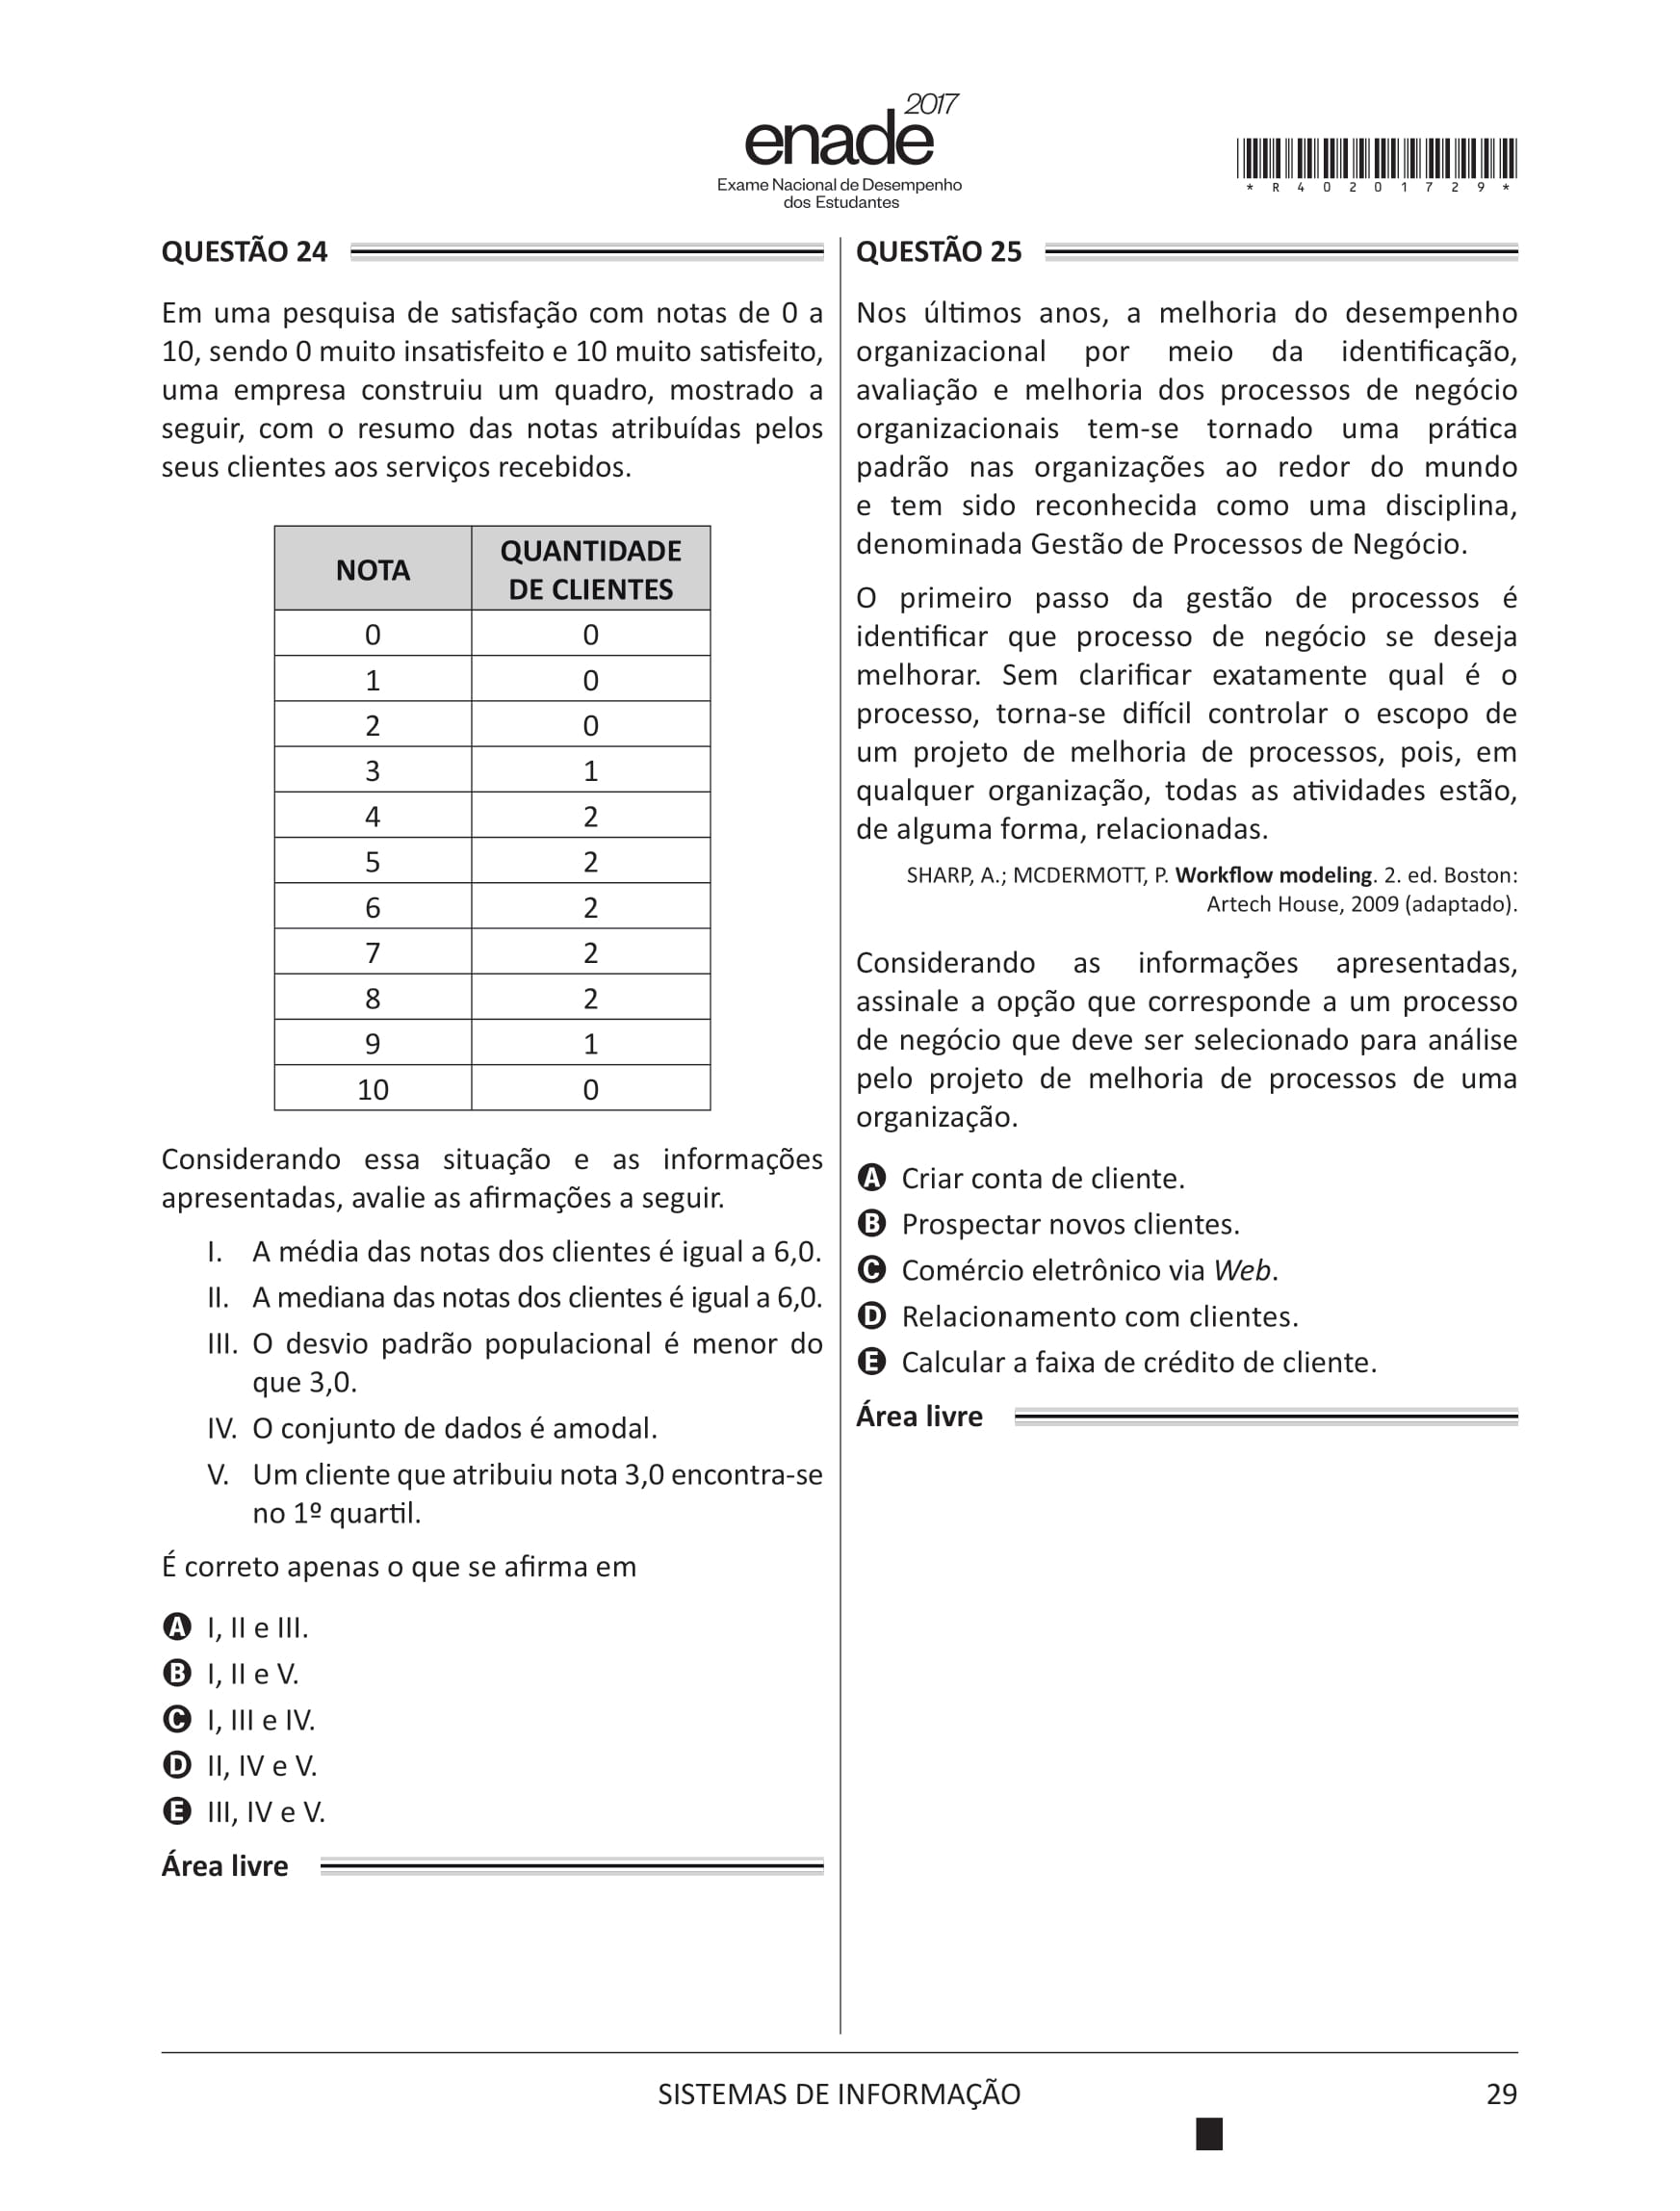 2017
enade
Exame Nacional de Desempenho
dos Estudantes
* R 4 0 2 0 1 7 2 9 *
QUESTÃO 24
Em uma pesquisa de satisfação com notas de 0 a
10, sendo 0 muito insatisfeito e 10 muito satisfeito,
uma empresa construiu um quadro, mostrado a
seguir, com o resumo das notas atribuídas pelos
seus clientes aos serviços recebidos.
NOTA
QUANTIDADE
DE CLIENTES
0 0
1 0
2 0
3 1
4 2
5 2
6 2
7 2
8 2
9 1
10 0
Considerando essa situação e as informações
apresentadas, avalie as afirmações a seguir.
I. A média das notas dos clientes é igual a 6,0.
II. A mediana das notas dos clientes é igual a 6,0.
III. O desvio padrão populacional é menor do
que 3,0.
IV. O conjunto de dados é amodal.
V. Um cliente que atribuiu nota 3,0 encontra-se
no 1º quartil.
É correto apenas o que se afirma em
A I, II e III.
B I, II e V.
C I, III e IV.
D II, IV e V.
E III, IV e V.
Área livre
QUESTÃO 25
Nos últimos anos, a melhoria do desempenho
organizacional por meio da identificação,
avaliação e melhoria dos processos de negócio
organizacionais tem-se tornado uma prática
padrão nas organizações ao redor do mundo
e tem sido reconhecida como uma disciplina,
denominada Gestão de Processos de Negócio.
O primeiro passo da gestão de processos é
identificar que processo de negócio se deseja
melhorar. Sem clarificar exatamente qual é o
processo, torna-se difícil controlar o escopo de
um projeto de melhoria de processos, pois, em
qualquer organização, todas as atividades estão,
de alguma forma, relacionadas.
SHARP, A.; MCDERMOTT, P. Workflow modeling. 2. ed. Boston:
Artech House, 2009 (adaptado).
Considerando as informações apresentadas,
assinale a opção que corresponde a um processo
de negócio que deve ser selecionado para análise
pelo projeto de melhoria de processos de uma
organização.
A Criar conta de cliente.
B Prospectar novos clientes.
C Comércio eletrônico via Web.
D Relacionamento com clientes.
E Calcular a faixa de crédito de cliente.
Área livre
SISTEMAS DE INFORMAÇÃO
29